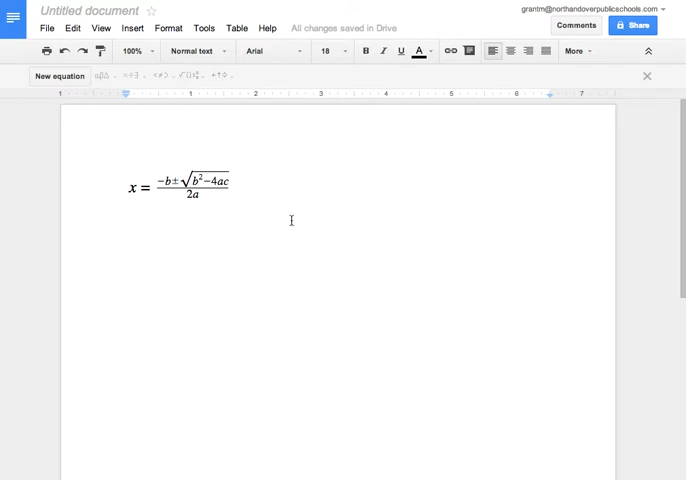 grantm@northandoverpublicschools.com
Untitled document
Comments
Share
File Edit View Insert Format Tools Table Help All changes saved in Drive
100% Normal text Arial 18 B I U A More
New equation αβΔ
1 1 2 3 4 5 6 7
x = −b±√b²−4ac
2a